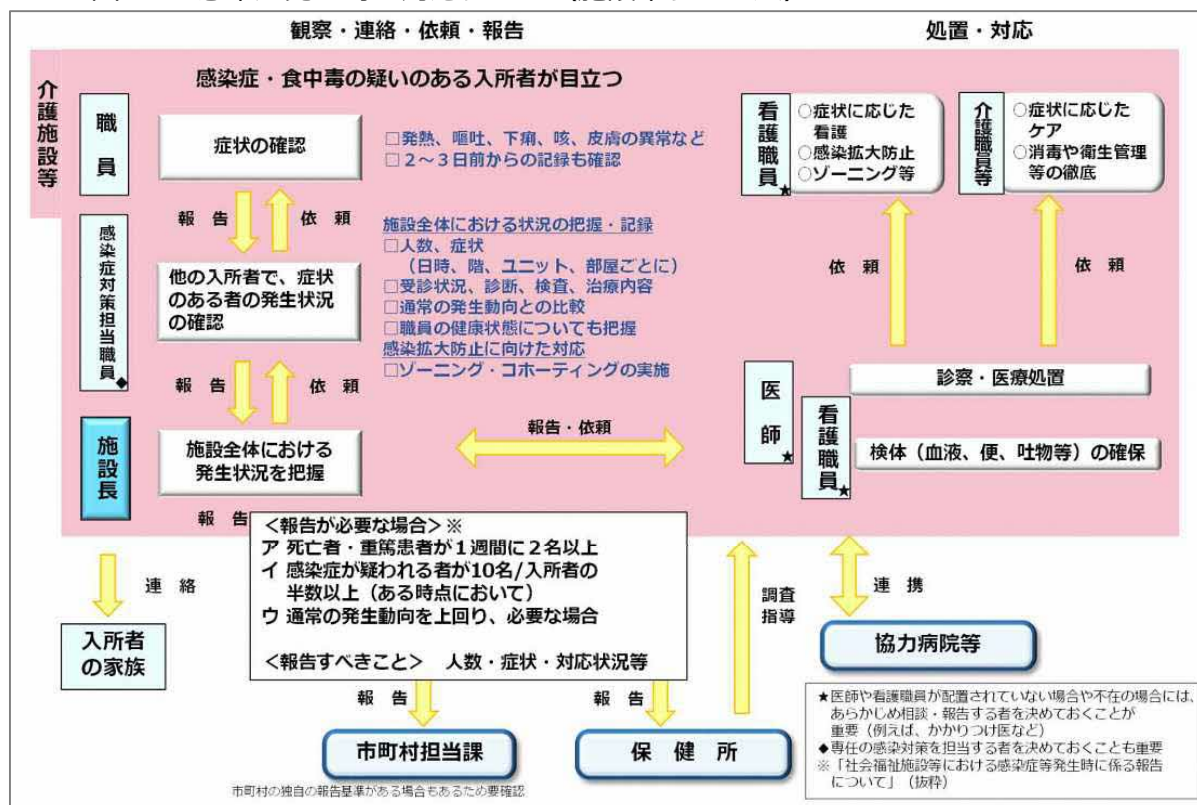 観察・連絡・依頼・報告
処置・対応
介護施設等
感染症・食中毒の疑いのある入所者が目立つ
職員
症状の確認
□発熱、嘔吐、下痢、咳、皮膚の異常など
□２～３日前からの記録も確認
報告
依頼
感染症対策担当職員◆
他の入所者で、症状
のある者の発生状況
の確認
施設全体における状況の把握・記録
□人数、症状
（日時、階、ユニット、部屋ごとに）
□受診状況、診断、検査、治療内容
□通常の発生動向との比較
□職員の健康状態についても把握
感染拡大防止に向けた対応
□ゾーニング・コホーティングの実施
報告
依頼
施設長
施設全体における
発生状況を把握
報告・依頼
看護職員★
○症状に応じた
看護
○感染拡大防止
○ゾーニング等
介護職員等
○症状に応じた
ケア
○消毒や衛生管理
等の徹底
依頼
依頼
医師★
看護職員★
診察・医療処置
検体（血液、便、吐物等）の確保
報告
＜報告が必要な場合＞※
ア 死亡者・重篤患者が１週間に２名以上
イ 感染症が疑われる者が10名/入所者の
半数以上（ある時点において）
ウ 通常の発生動向を上回り、必要な場合
＜報告すべきこと＞ 人数・症状・対応状況等
連絡
入所者
の家族
報告
市町村担当課
市町村の独自の報告基準がある場合もあるため要確認
報告
保健所
調査
指導
連携
協力病院等
★医師や看護職員が配置されていない場合や不在の場合には、
あらかじめ相談・報告する者を決めておくことが
重要（例えば、かかりつけ医など）
◆専任の感染対策を担当する者を決めておくことも重要
※「社会福祉施設等における感染症等発生時に係る報告
について」（抜粋）